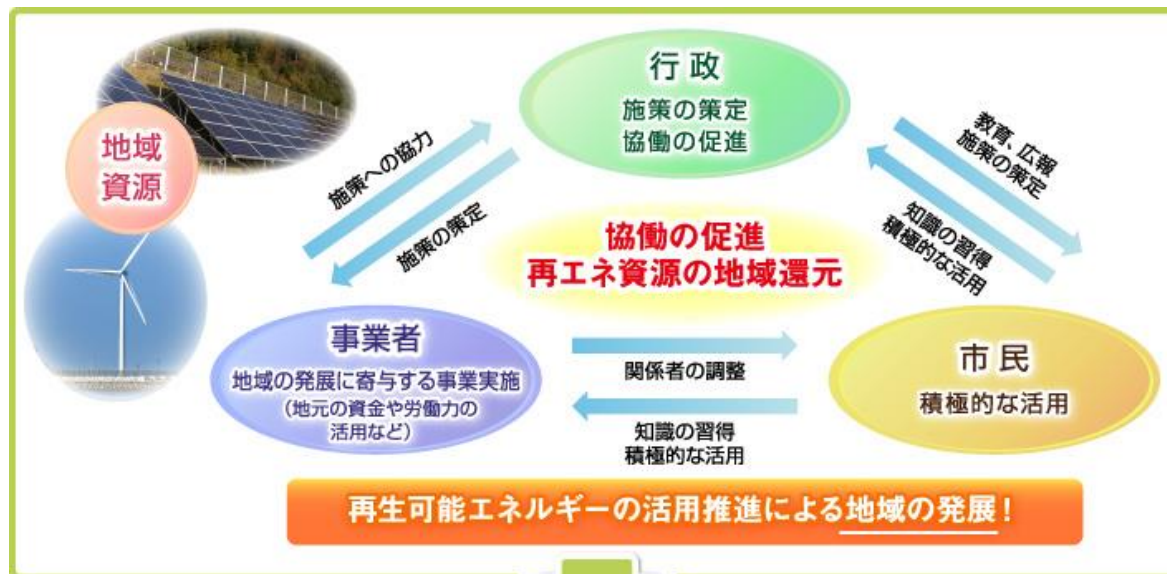 地域
資源
行政
施策の策定
協働の促進
施策への協力
施策の策定
教育、広報
施策の策定
知識の習得
積極的な活用
協働の促進
再エネ資源の地域還元
事業者
地域の発展に寄与する事業実施
（地元の資金や労働力の
活用など）
関係者の調整
知識の習得
積極的な活用
市民
積極的な活用
再生可能エネルギーの活用推進による地域の発展！